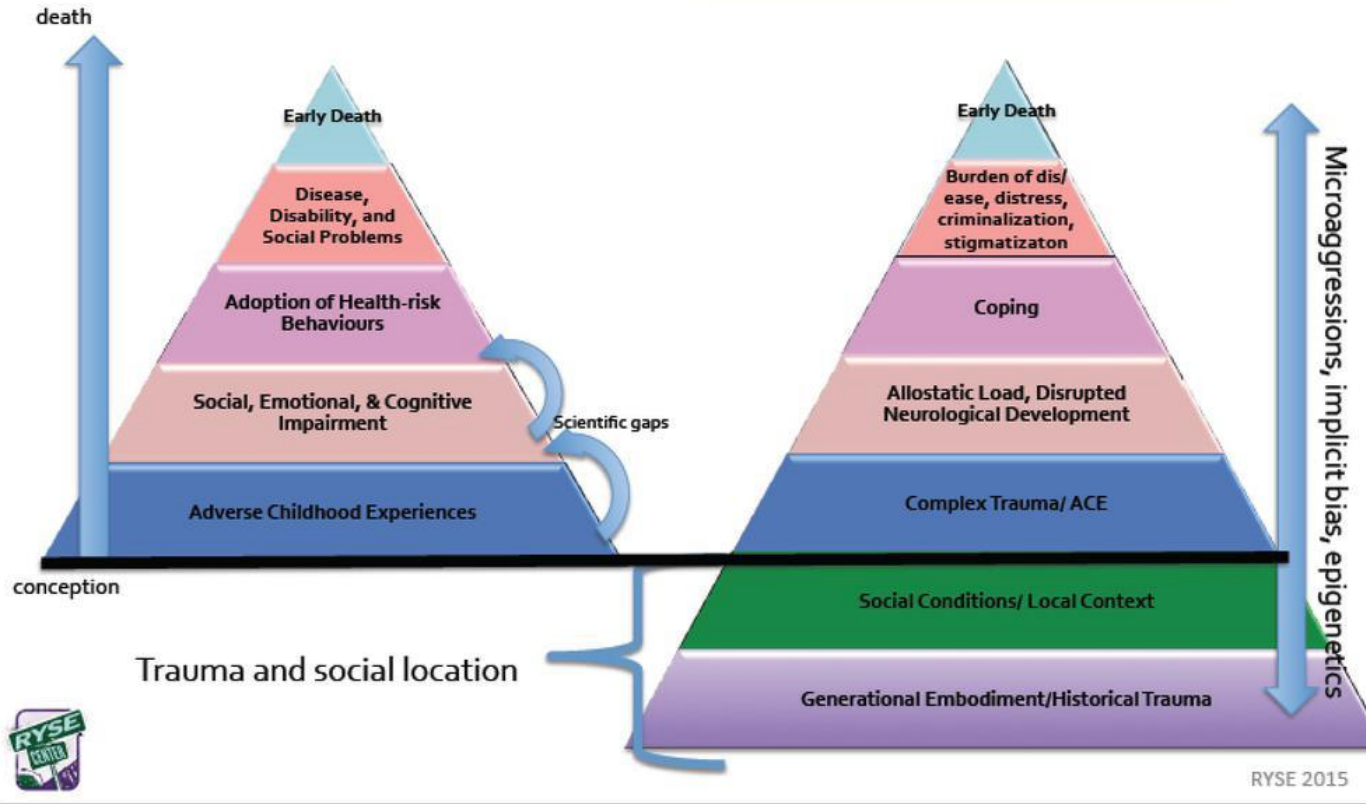 death
Early Death
Disease,
Disability, and
Social Problems
Adoption of Health-risk
Behaviours
Social, Emotional, & Cognitive
Impairment
Adverse Childhood Experiences
Scientific gaps
conception
Early Death
Burden of dis/
ease, distress,
criminalization,
stigmatizaton
Coping
Allostatic Load, Disrupted
Neurological Development
Complex Trauma/ ACE
Social Conditions/ Local Context
Generational Embodiment/Historical Trauma
Microaggressions, implicit bias, epigenetics
Trauma and social location
RYSE
CENTER
RYSE 2015